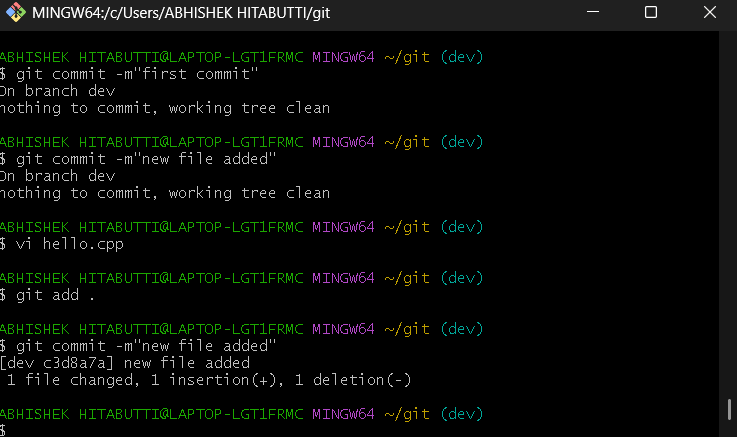 MINGW64:/c/Users/ABHISHEK HITABUTTI/git
ABHISHEK HITABUTTI@LAPTOP-LGT1FRMC MINGW64 ~/git (dev)
$ git commit -m"first commit"
On branch dev
nothing to commit, working tree clean
ABHISHEK HITABUTTI@LAPTOP-LGT1FRMC MINGW64 ~/git (dev)
$ git commit -m"new file added"
On branch dev
nothing to commit, working tree clean
ABHISHEK HITABUTTI@LAPTOP-LGT1FRMC MINGW64 ~/git (dev)
$ vi hello.cpp
ABHISHEK HITABUTTI@LAPTOP-LGT1FRMC MINGW64 ~/git (dev)
$ git add .
ABHISHEK HITABUTTI@LAPTOP-LGT1FRMC MINGW64 ~/git (dev)
$ git commit -m"new file added"
[dev c3d8a7a] new file added
1 file changed, 1 insertion(+), 1 deletion(-)
ABHISHEK HITABUTTI@LAPTOP-LGT1FRMC MINGW64 ~/git (dev)
$